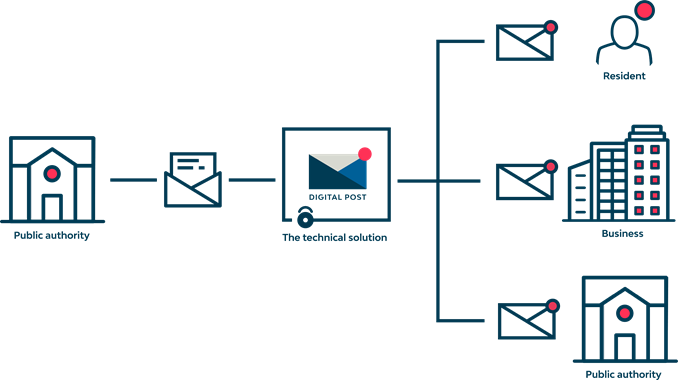 Resident
Public authority
DIGITAL POST
The technical solution
Business
Public authority